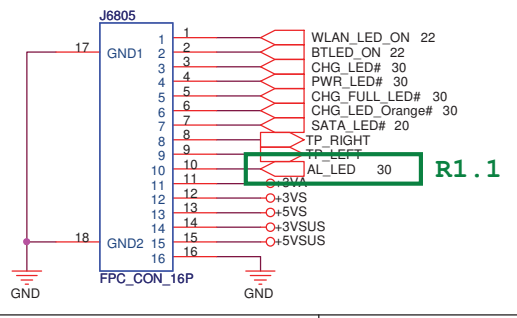 J6805
1 1 WLAN_LED_ON 22
17 GND1 2 2 BTLED_ON 22
3 3 CHG_LED# 30
4 4 PWR_LED# 30
5 5 CHG_FULL_LED# 30
6 6 CHG_LED_Orange# 30
7 7 SATA_LED# 20
8 8 TP_RIGHT
9 9 TP_LEFT
10 10 AL_LED 30 R1.1
11 11 +3VA
12 12 +3VS
13 13 +5VS
14 14 +3VSUS
18 GND2 15 15 +5VSUS
16 16
FPC_CON_16P
GND GND